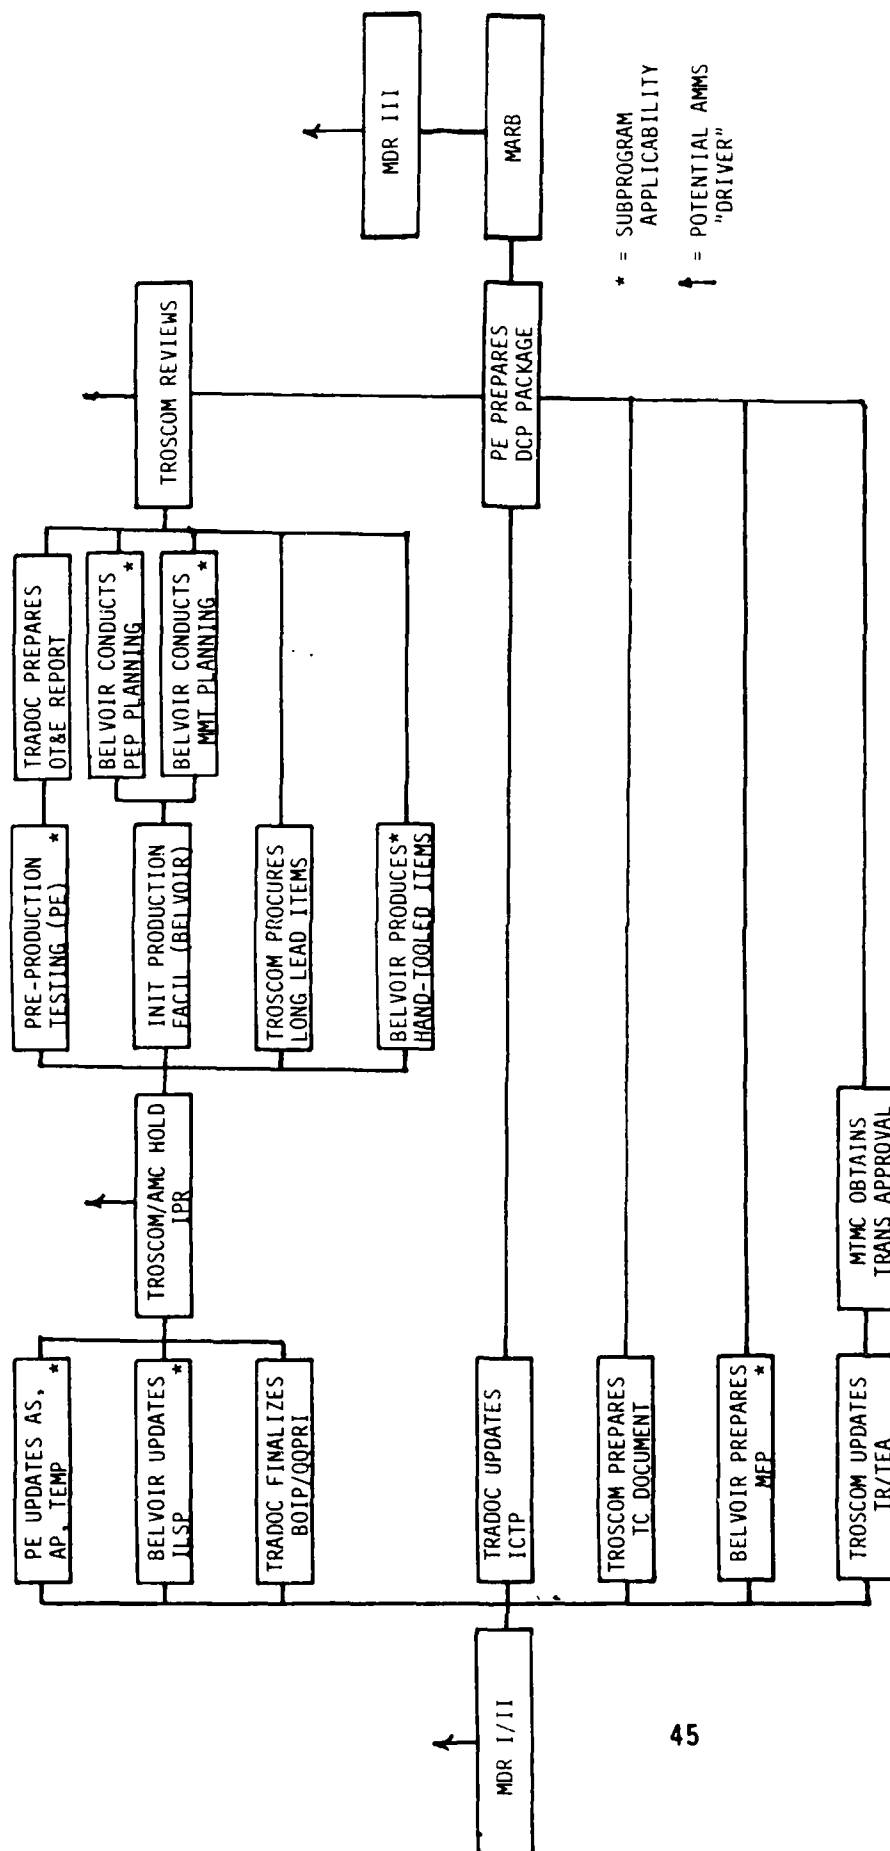 MDR I/II
PE UPDATES AS,
AP, TEMP *
BELVOIR UPDATES
ILSP *
TRADOC FINALIZES
BOIP/QQPRI
TRADOC UPDATES
ICTP
TROSCOM PREPARES
TC DOCUMENT
BELVOIR PREPARES
MFP *
TROSCOM UPDATES
TR/TEA
TROSCOM/AMC HOLD
IPR
MTMC OBTAINS
TRANS APPROVAL
PRE-PRODUCTION
TESTING (PE) *
INIT PRODUCTION
FACIL (BELVOIR)
TROSCOM PROCURES
LONG LEAD ITEMS
BELVOIR PRODUCES*
HAND-TOOLED ITEMS
TRADOC PREPARES
OT&E REPORT
BELVOIR CONDUCTS
PEP PLANNING *
BELVOIR CONDUCTS
MMT PLANNING *
TROSCOM REVIEWS
PE PREPARES
DCP PACKAGE
MARB
MDR III
* = SUBPROGRAM
APPLICABILITY
↑ = POTENTIAL AMMS
"DRIVER"
45